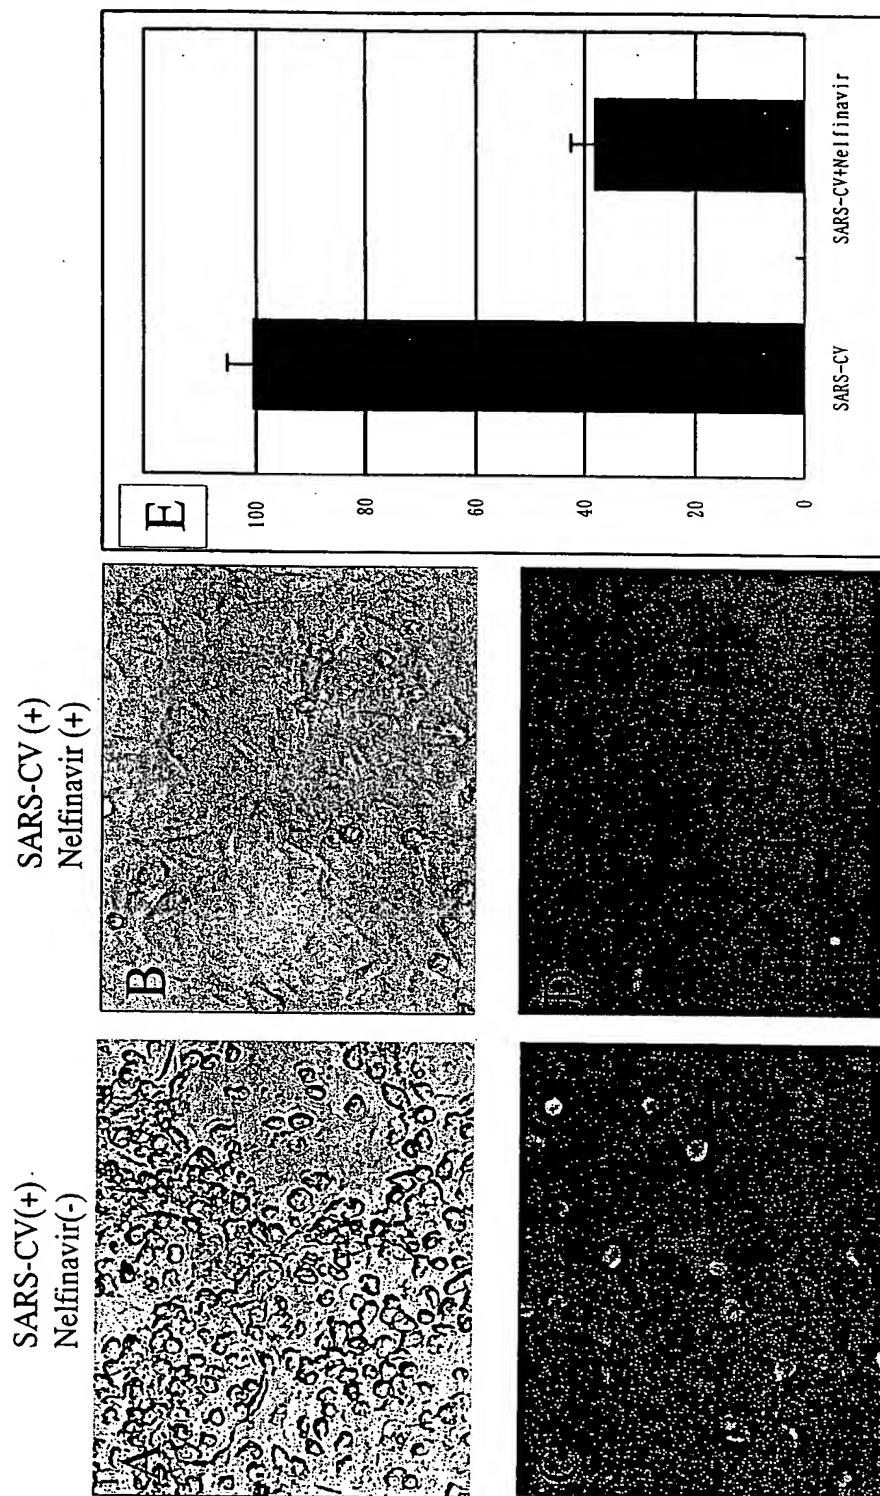 SARS-CV(+)
Nelfinavir(-)
SARS-CV (+)
Nelfinavir (+)
A
B
C
D
E
100
80
60
40
20
0
SARS-CV
SARS-CV+Nelfinavir